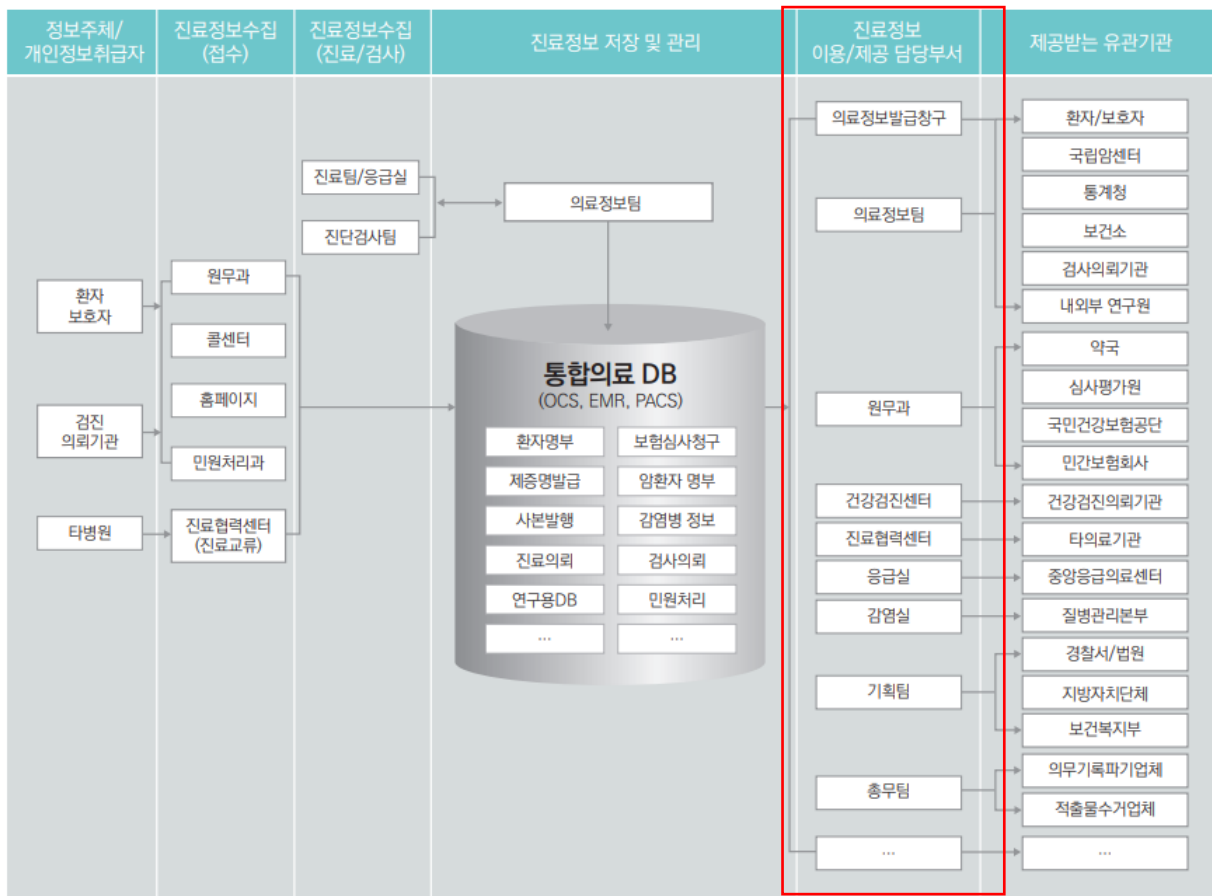 정보주체/
개인정보취급자
진료정보수집
(접수)
진료정보수집
(진료/검사)
진료정보 저장 및 관리
진료정보
이용/제공 담당부서
제공받는 유관기관
환자
보호자
검진
의뢰기관
타병원
원무과
콜센터
홈페이지
민원처리과
진료협력센터
(진료교류)
진료팀/응급실
진단검사팀
의료정보팀
통합의료 DB
(OCS, EMR, PACS)
환자명부
보험심사청구
제증명발급
암환자 명부
사본발행
감염병 정보
진료의뢰
검사의뢰
연구용DB
민원처리
...
...
의료정보발급창구
의료정보팀
원무과
건강검진센터
진료협력센터
응급실
감염실
기획팀
총무팀
...
환자/보호자
국립암센터
통계청
보건소
검사의뢰기관
내외부 연구원
약국
심사평가원
국민건강보험공단
민간보험회사
건강검진의뢰기관
타의료기관
중앙응급의료센터
질병관리본부
경찰서/법원
지방자치단체
보건복지부
의무기록파기업체
적출물수거업체
...